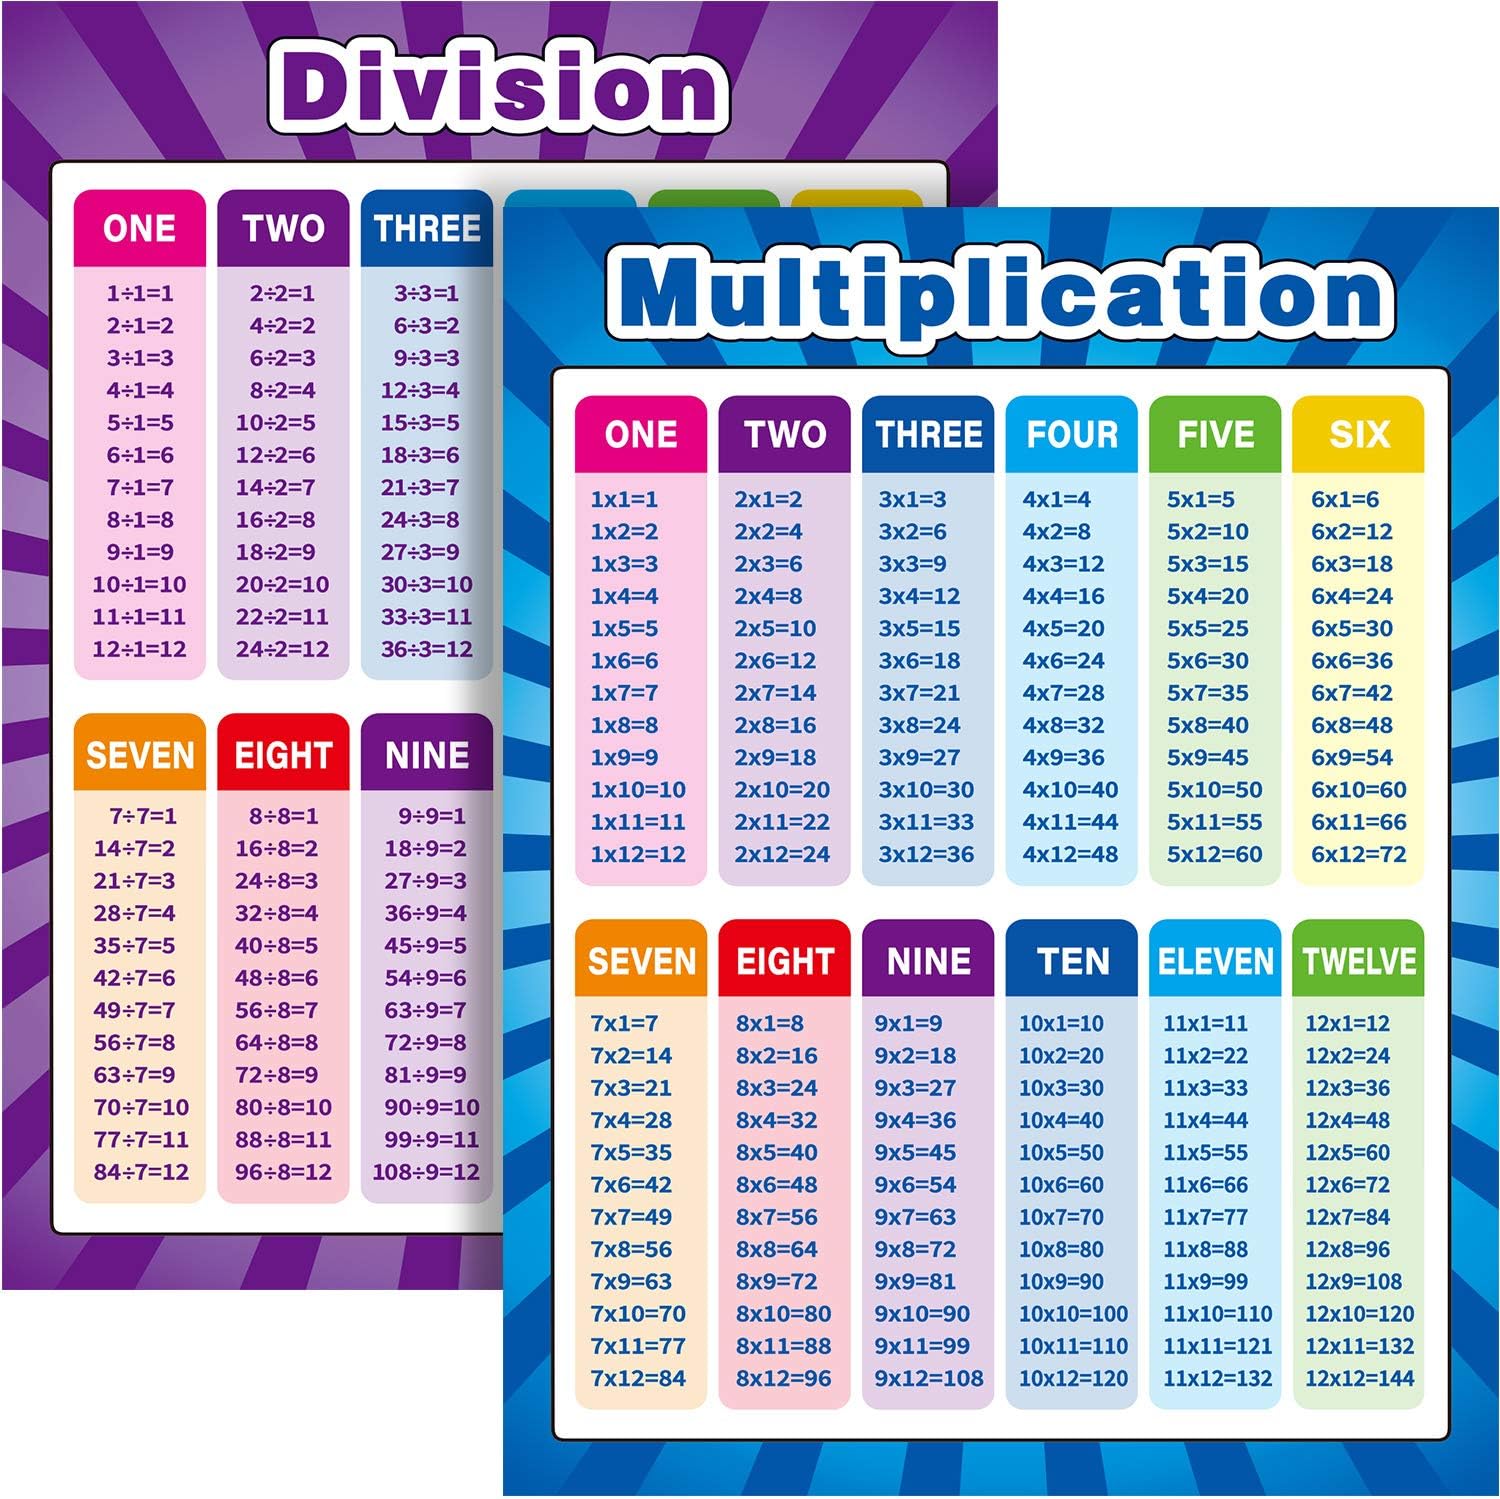 Division
ONE
1÷1=1
2÷1=2
3÷1=3
4÷1=4
5÷1=5
6÷1=6
7÷1=7
8÷1=8
9÷1=9
10÷1=10
11÷1=11
12÷1=12
TWO
2÷2=1
4÷2=2
6÷2=3
8÷2=4
10÷2=5
12÷2=6
14÷2=7
16÷2=8
18÷2=9
20÷2=10
22÷2=11
24÷2=12
THREE
3÷3=1
6÷3=2
9÷3=3
12÷3=4
15÷3=5
18÷3=6
21÷3=7
24÷3=8
27÷3=9
30÷3=10
33÷3=11
36÷3=12
SEVEN
7÷7=1
14÷7=2
21÷7=3
28÷7=4
35÷7=5
42÷7=6
49÷7=7
56÷7=8
63÷7=9
70÷7=10
77÷7=11
84÷7=12
EIGHT
8÷8=1
16÷8=2
24÷8=3
32÷8=4
40÷8=5
48÷8=6
56÷8=7
64÷8=8
72÷8=9
80÷8=10
88÷8=11
96÷8=12
NINE
9÷9=1
18÷9=2
27÷9=3
36÷9=4
45÷9=5
54÷9=6
63÷9=7
72÷9=8
81÷9=9
90÷9=10
99÷9=11
108÷9=12
Multiplication
ONE
1x1=1
1x2=2
1x3=3
1x4=4
1x5=5
1x6=6
1x7=7
1x8=8
1x9=9
1x10=10
1x11=11
1x12=12
TWO
2x1=2
2x2=4
2x3=6
2x4=8
2x5=10
2x6=12
2x7=14
2x8=16
2x9=18
2x10=20
2x11=22
2x12=24
THREE
3x1=3
3x2=6
3x3=9
3x4=12
3x5=15
3x6=18
3x7=21
3x8=24
3x9=27
3x10=30
3x11=33
3x12=36
FOUR
4x1=4
4x2=8
4x3=12
4x4=16
4x5=20
4x6=24
4x7=28
4x8=32
4x9=36
4x10=40
4x11=44
4x12=48
FIVE
5x1=5
5x2=10
5x3=15
5x4=20
5x5=25
5x6=30
5x7=35
5x8=40
5x9=45
5x10=50
5x11=55
5x12=60
SIX
6x1=6
6x2=12
6x3=18
6x4=24
6x5=30
6x6=36
6x7=42
6x8=48
6x9=54
6x10=60
6x11=66
6x12=72
SEVEN
7x1=7
7x2=14
7x3=21
7x4=28
7x5=35
7x6=42
7x7=49
7x8=56
7x9=63
7x10=70
7x11=77
7x12=84
EIGHT
8x1=8
8x2=16
8x3=24
8x4=32
8x5=40
8x6=48
8x7=56
8x8=64
8x9=72
8x10=80
8x11=88
8x12=96
NINE
9x1=9
9x2=18
9x3=27
9x4=36
9x5=45
9x6=54
9x7=63
9x8=72
9x9=81
9x10=90
9x11=99
9x12=108
TEN
10x1=10
10x2=20
10x3=30
10x4=40
10x5=50
10x6=60
10x7=70
10x8=80
10x9=90
10x10=100
10x11=110
10x12=120
ELEVEN
11x1=11
11x2=22
11x3=33
11x4=44
11x5=55
11x6=66
11x7=77
11x8=88
11x9=99
11x10=110
11x11=121
11x12=132
TWELVE
12x1=12
12x2=24
12x3=36
12x4=48
12x5=60
12x6=72
12x7=84
12x8=96
12x9=108
12x10=120
12x11=132
12x12=144